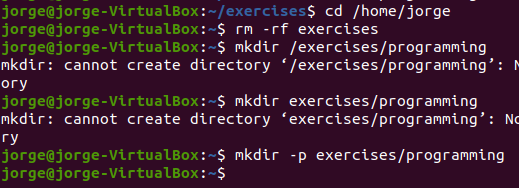 jorge@jorge-VirtualBox:~/exercises$ cd /home/jorge
jorge@jorge-VirtualBox:~$ rm -rf exercises
jorge@jorge-VirtualBox:~$ mkdir /exercises/programming
mkdir: cannot create directory ‘/exercises/programming’: N
ory
jorge@jorge-VirtualBox:~$ mkdir exercises/programming
mkdir: cannot create directory ‘exercises/programming’: No
ry
jorge@jorge-VirtualBox:~$ mkdir -p exercises/programming
jorge@jorge-VirtualBox:~$